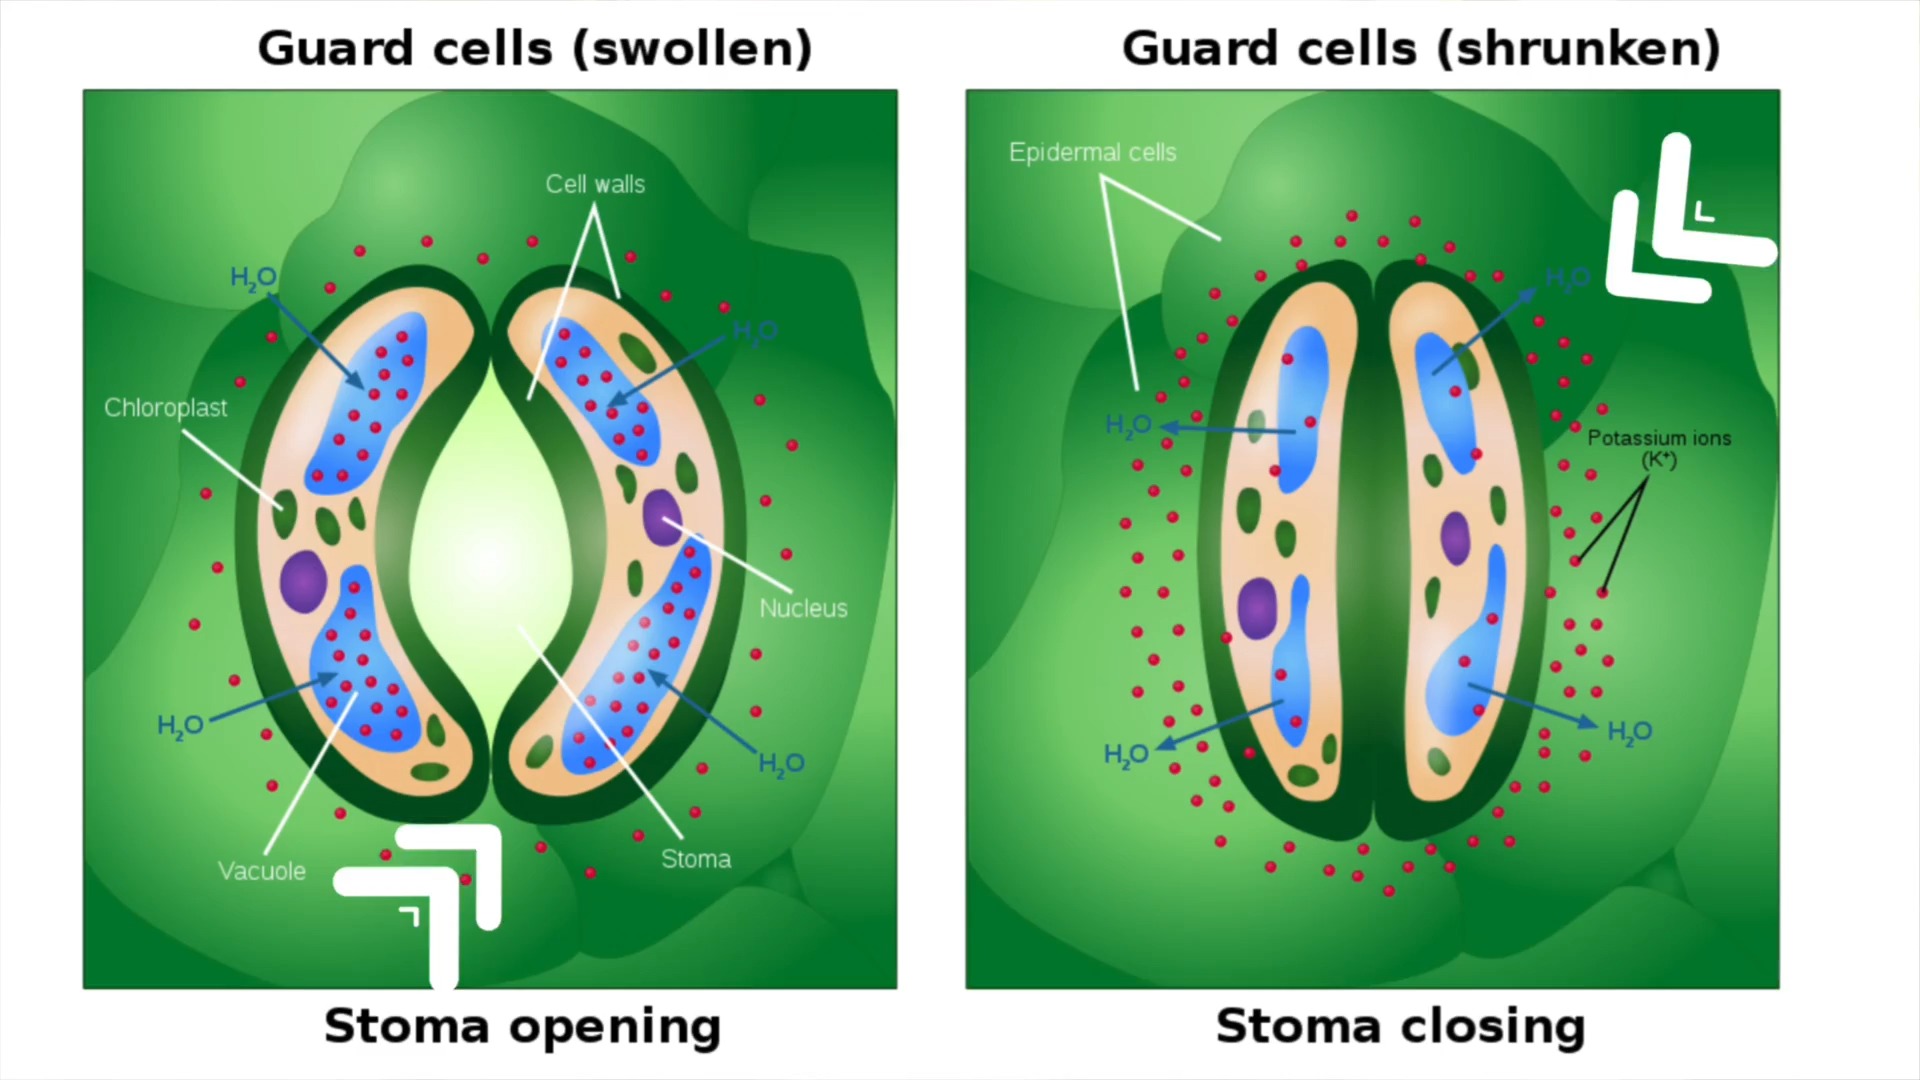 Guard cells (swollen)
Guard cells (shrunken)
Cell walls
H₂O
H₂O
Chloroplast
Nucleus
H₂O
H₂O
Vacuole
Stoma
Epidermal cells
H₂O
H₂O
Potassium ions
(K⁺)
H₂O
H₂O
Stoma opening
Stoma closing